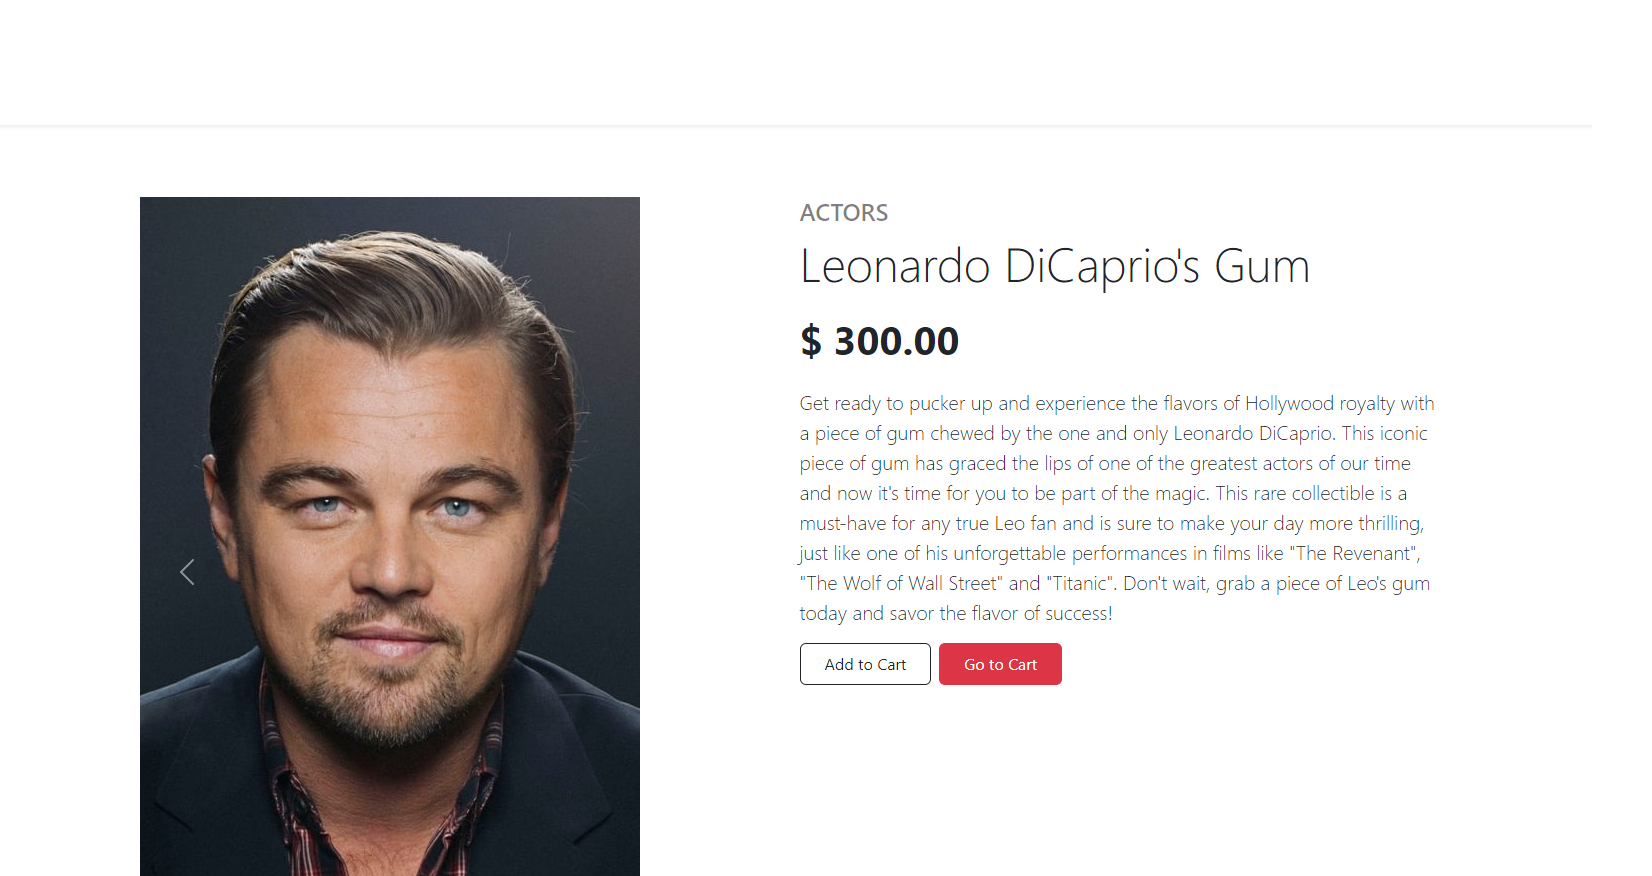 ACTORS
Leonardo DiCaprio's Gum
$ 300.00
Get ready to pucker up and experience the flavors of Hollywood royalty with
a piece of gum chewed by the one and only Leonardo DiCaprio. This iconic
piece of gum has graced the lips of one of the greatest actors of our time
and now it's time for you to be part of the magic. This rare collectible is a
must-have for any true Leo fan and is sure to make your day more thrilling,
just like one of his unforgettable performances in films like "The Revenant",
"The Wolf of Wall Street" and "Titanic". Don't wait, grab a piece of Leo's gum
today and savor the flavor of success!
Add to Cart Go to Cart